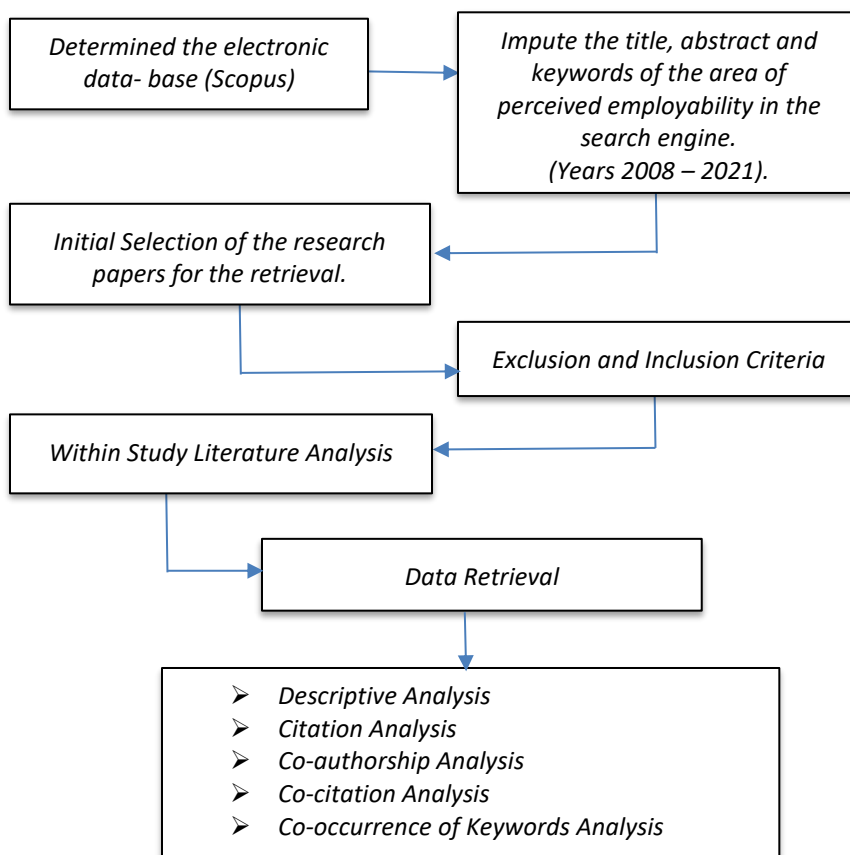 Determined the electronic
data- base (Scopus)
Impute the title, abstract and
keywords of the area of
perceived employability in the
search engine.
(Years 2008 – 2021).
Initial Selection of the research
papers for the retrieval.
Exclusion and Inclusion Criteria
Within Study Literature Analysis
Data Retrieval
➢ Descriptive Analysis
➢ Citation Analysis
➢ Co-authorship Analysis
➢ Co-citation Analysis
➢ Co-occurrence of Keywords Analysis